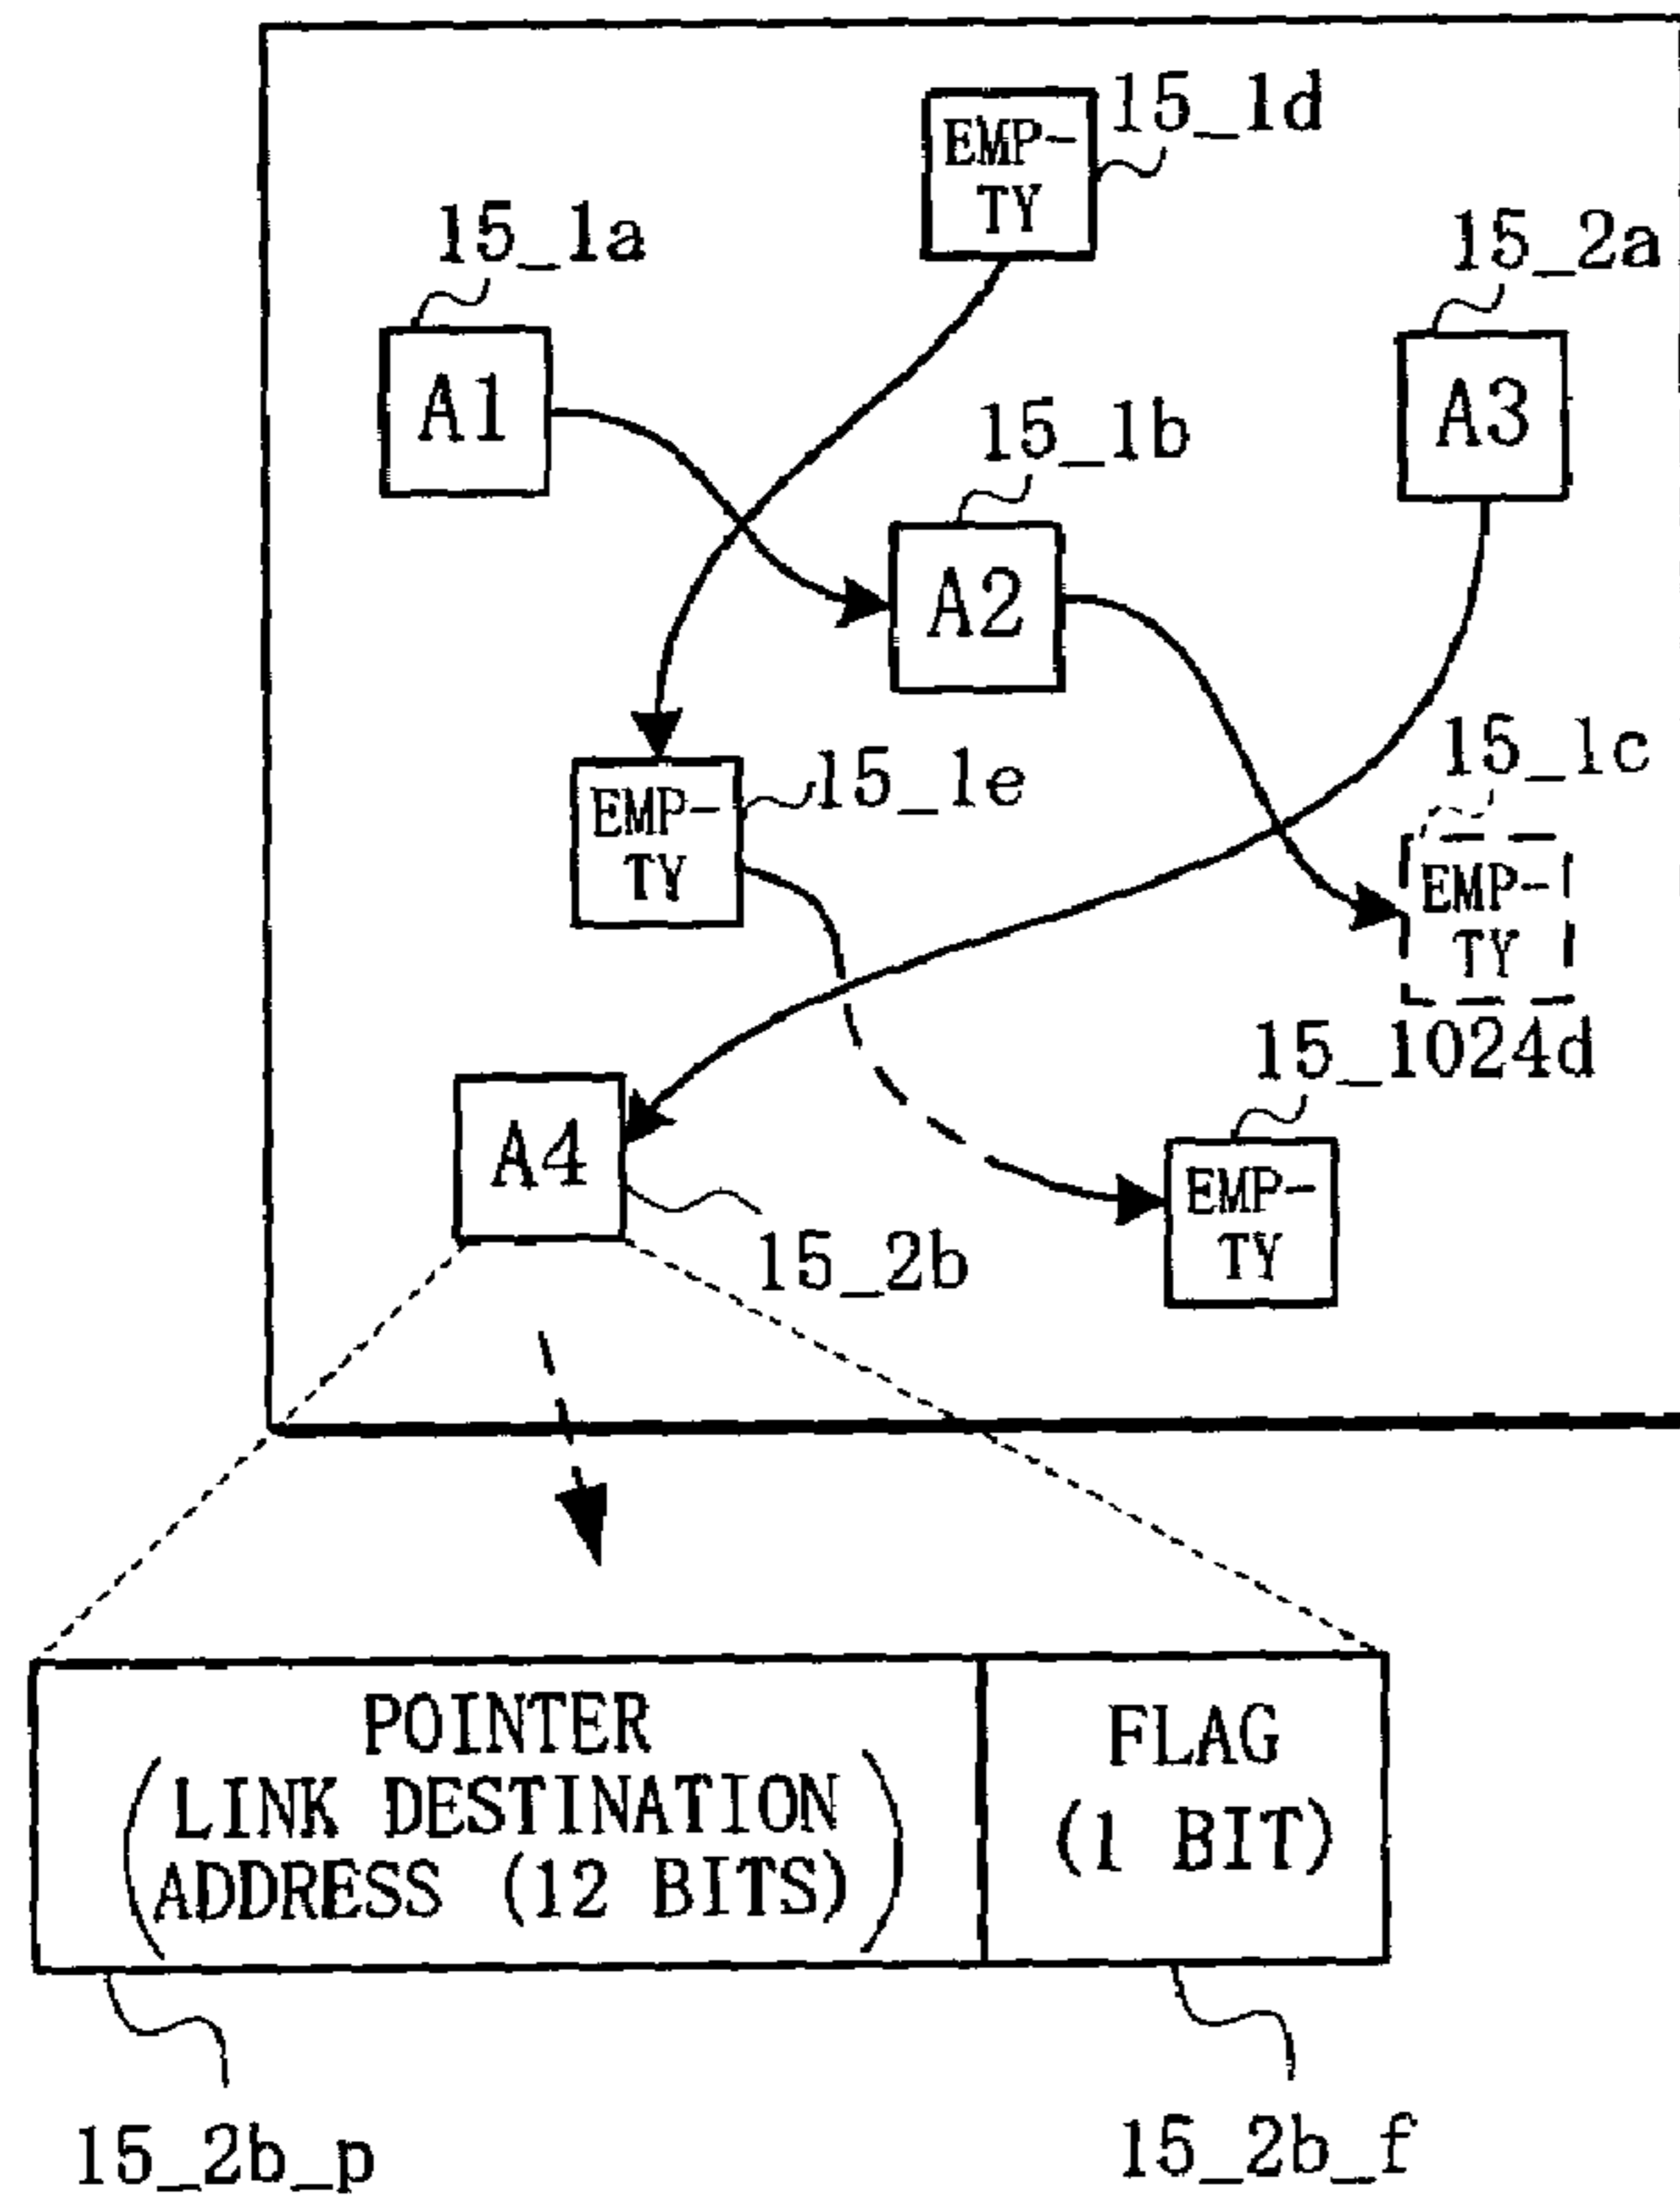 15_1d
EMP-
TY
15_1a
15_2a
A1
A3
15_1b
A2
15_1c
15_1e
EMP-
TY
EMP-
TY
15_1024d
A4
EMP-
TY
15_2b
POINTER
(LINK DESTINATION
ADDRESS (12 BITS))
FLAG
(1 BIT)
15_2b_p
15_2b_f